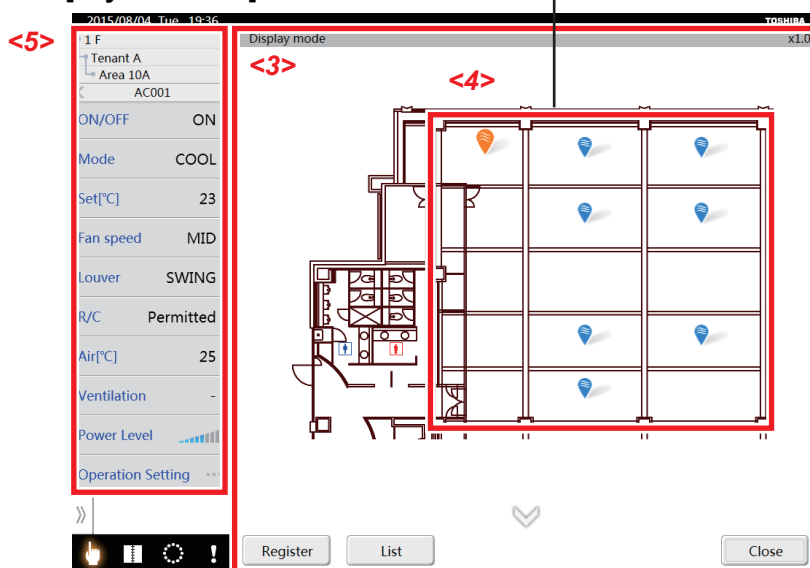 2015/08/04 Tue 19:36
TOSHIBA
<5>
1 F
Tenant A
Area 10A
AC001
ON/OFF ON
Mode COOL
Set[℃] 23
Fan speed MID
Louver SWING
R/C Permitted
Air[℃] 25
Ventilation -
Power Level
Operation Setting ...
Display mode x1.0
<3>
<4>
Register
List
Close